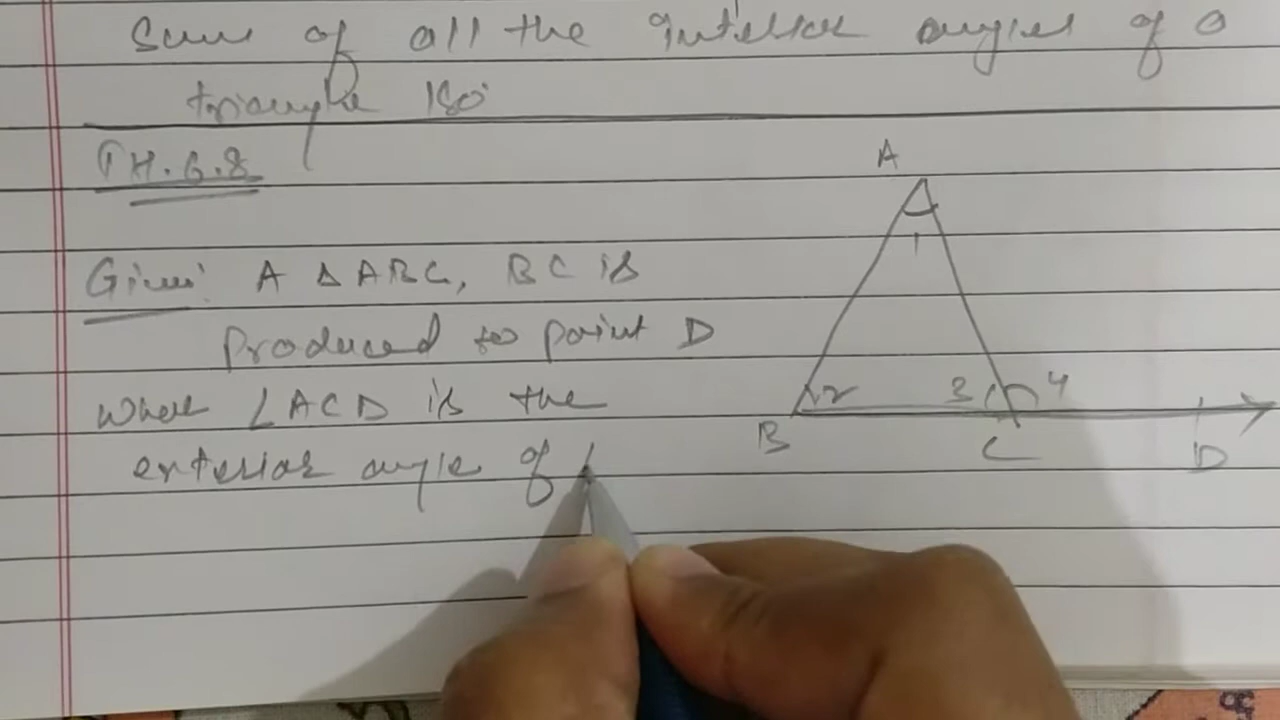 Sum of all the interior angles of a
triangle 180°
TH. 6.8
Given: A Δ ABC, BC is
produced to point D
where ∠ACD is the
exterior angle of
A
1
B
2
3
4
C
D